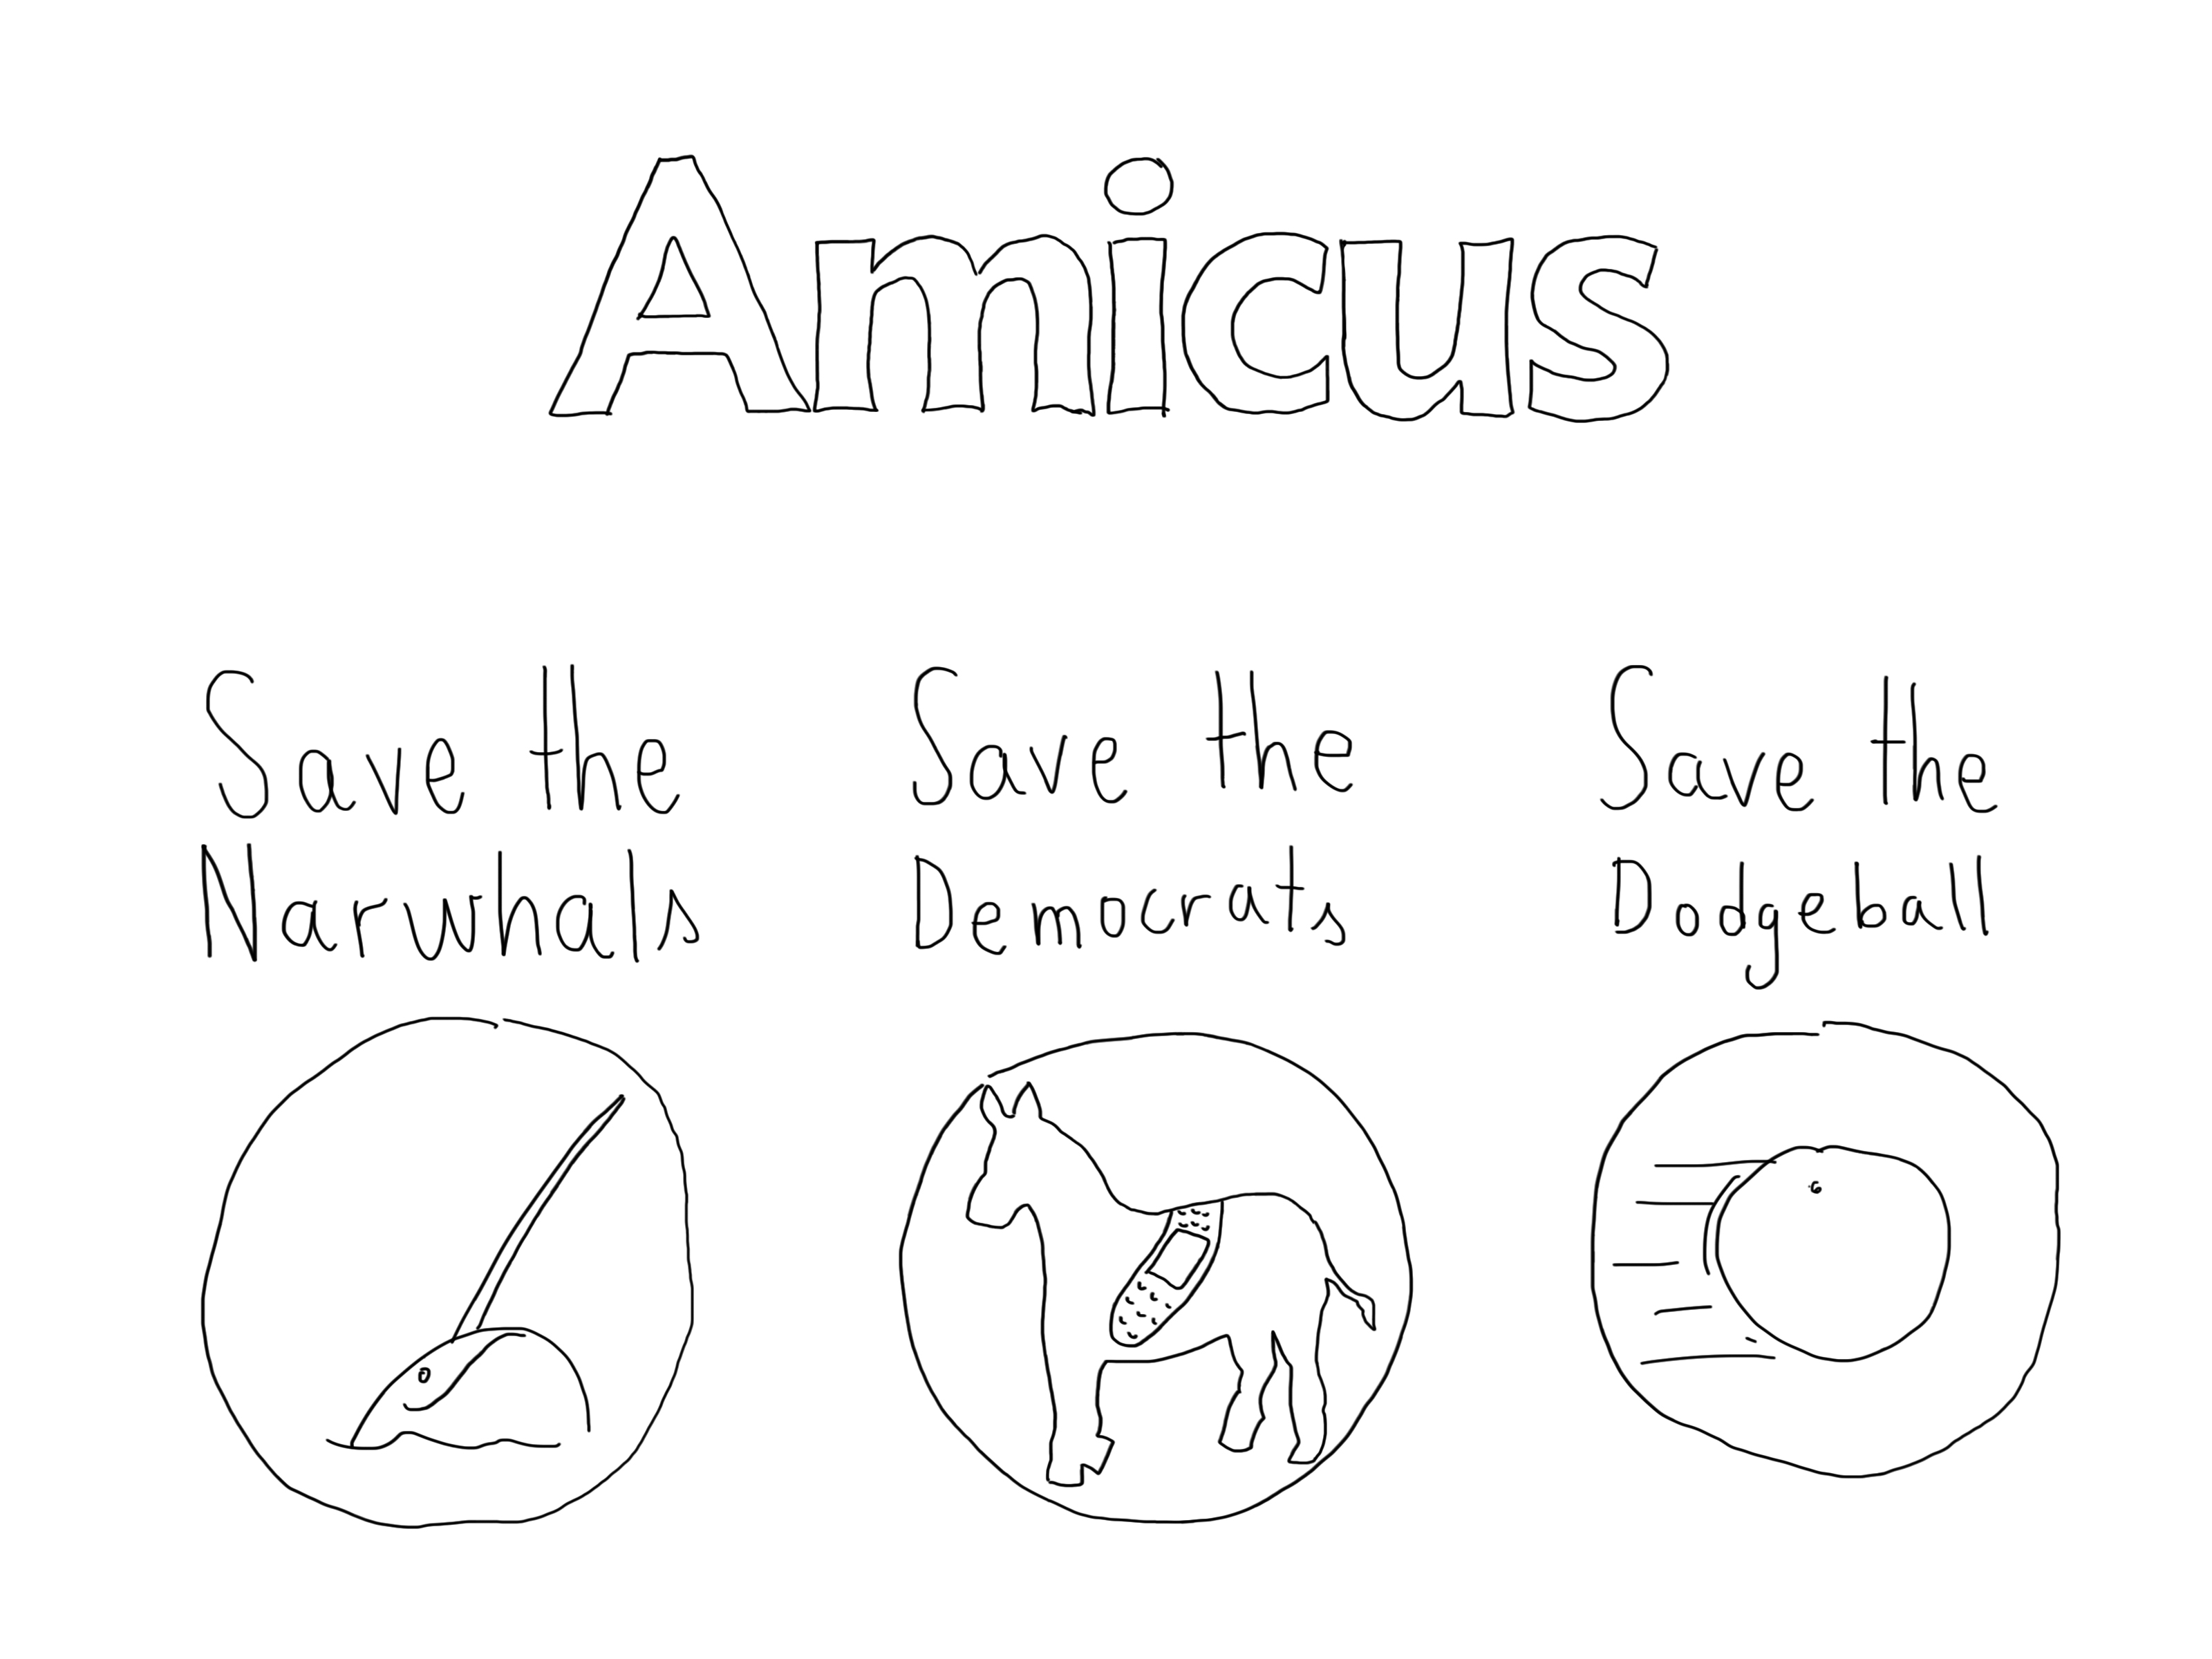 Amicus
Save the
Narwhals
Save the
Democrats
Save the
Dodgeball